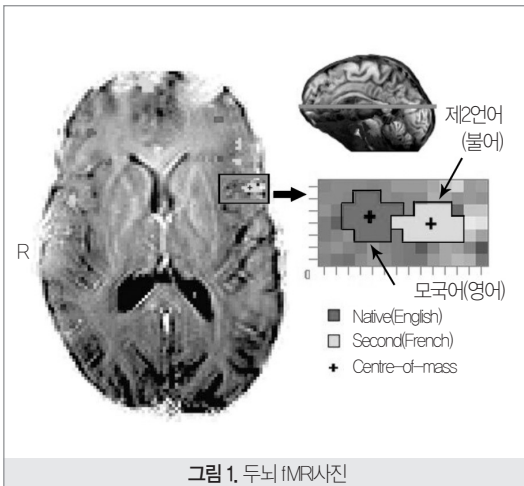 제2언어
(불어)
R
0
모국어(영어)
Native(English)
Second(French)
Centre-of-mass
그림 1. 두뇌 fMRI사진